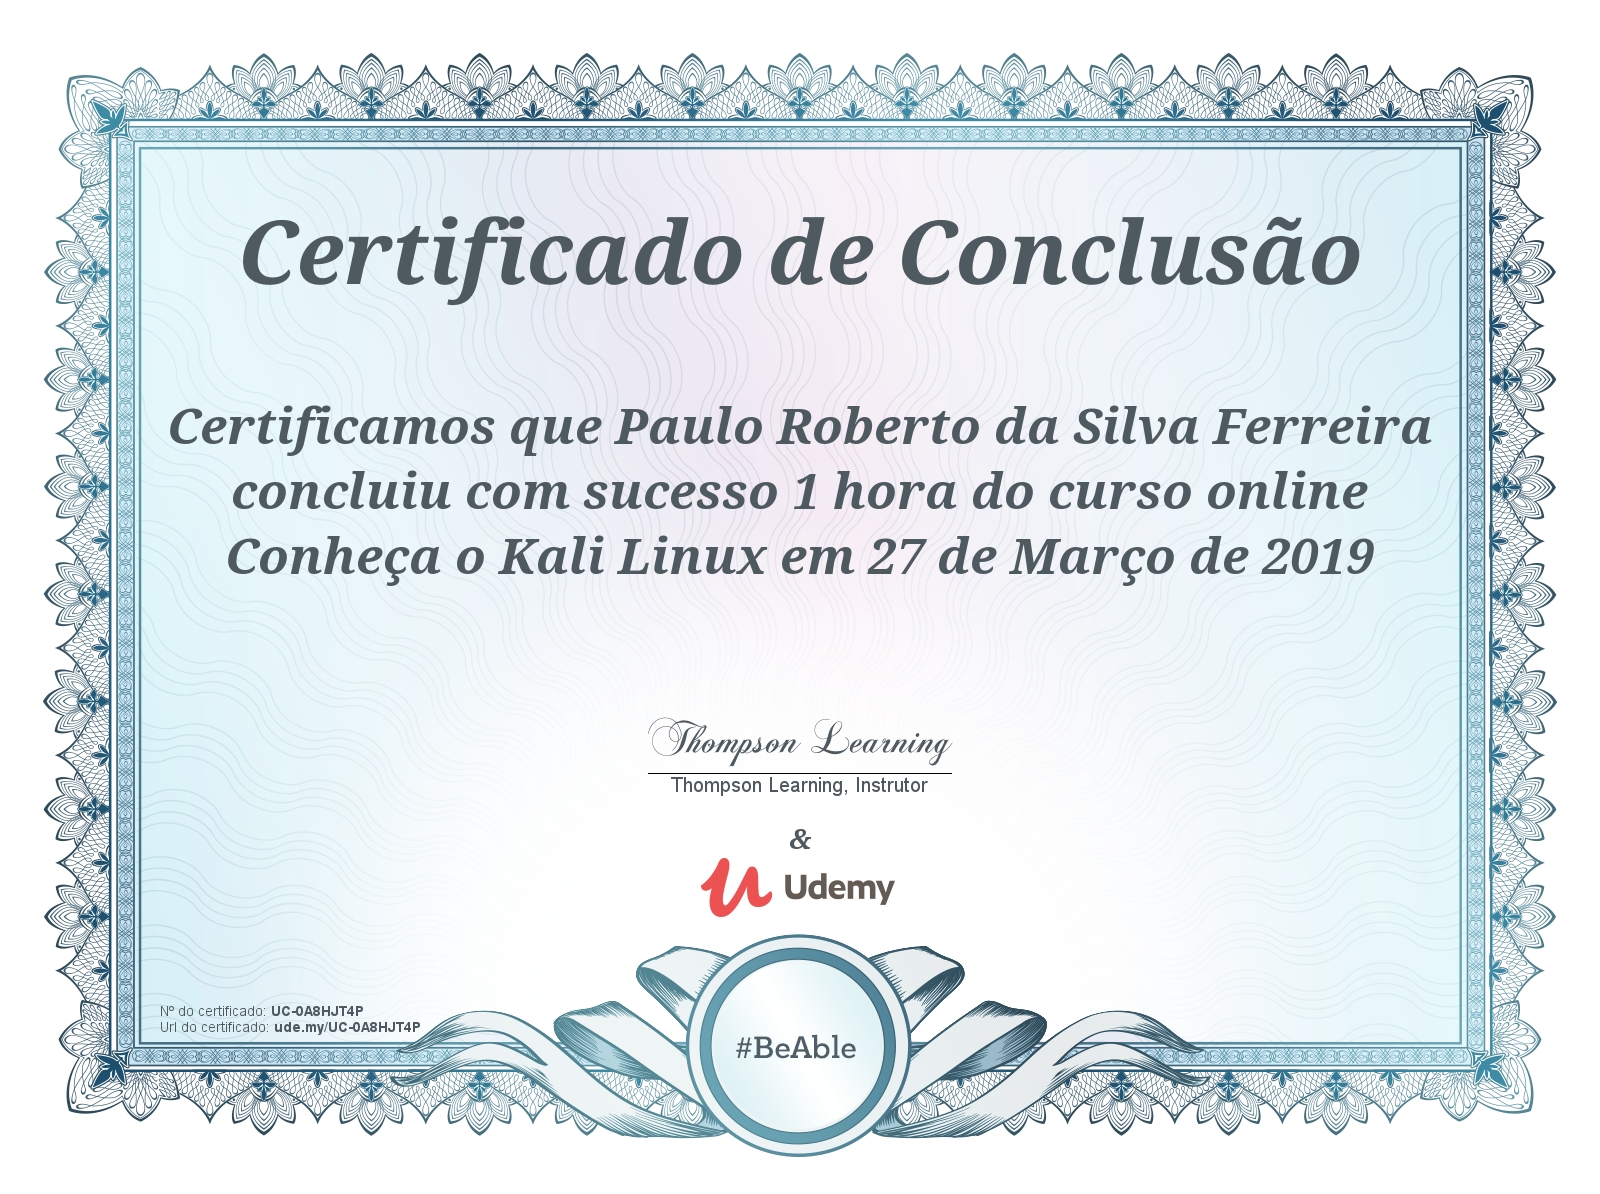 Certificado de Conclusão
Certificamos que Paulo Roberto da Silva Ferreira
concluiu com sucesso 1 hora do curso online
Conheça o Kali Linux em 27 de Março de 2019
Thompson Learning
Thompson Learning, Instrutor
&
Udemy
#BeAble
Nº do certificado: UC-0A8HJT4P
Url do certificado: ude.my/UC-0A8HJT4P